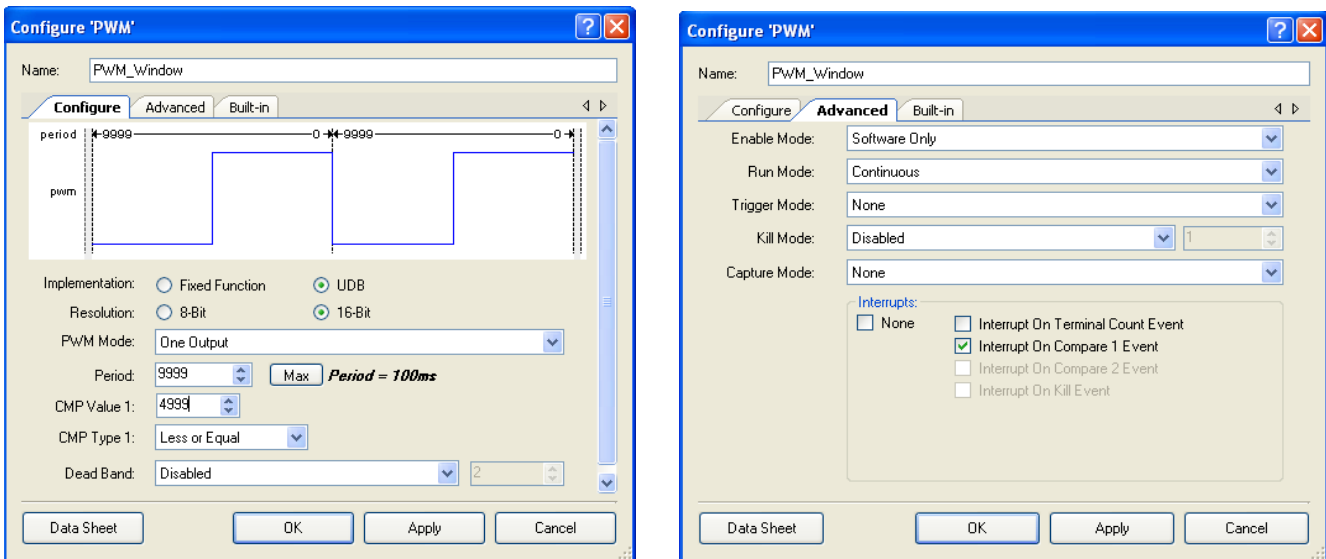 Configure 'PWM'
Name: PWM_Window
Configure Advanced Built-in
period 9999 0 9999 0
pwm
Implementation: Fixed Function UDB
Resolution: 8-Bit 16-Bit
PWM Mode: One Output
Period: 9999 Max Period = 100ms
CMP Value 1: 4999
CMP Type 1: Less or Equal
Dead Band: Disabled 2
Data Sheet OK Apply Cancel
Configure 'PWM'
Name: PWM_Window
Configure Advanced Built-in
Enable Mode: Software Only
Run Mode: Continuous
Trigger Mode: None
Kill Mode: Disabled 1
Capture Mode: None
Interrupts:
None Interrupt On Terminal Count Event
Interrupt On Compare 1 Event
Interrupt On Compare 2 Event
Interrupt On Kill Event
Data Sheet OK Apply Cancel